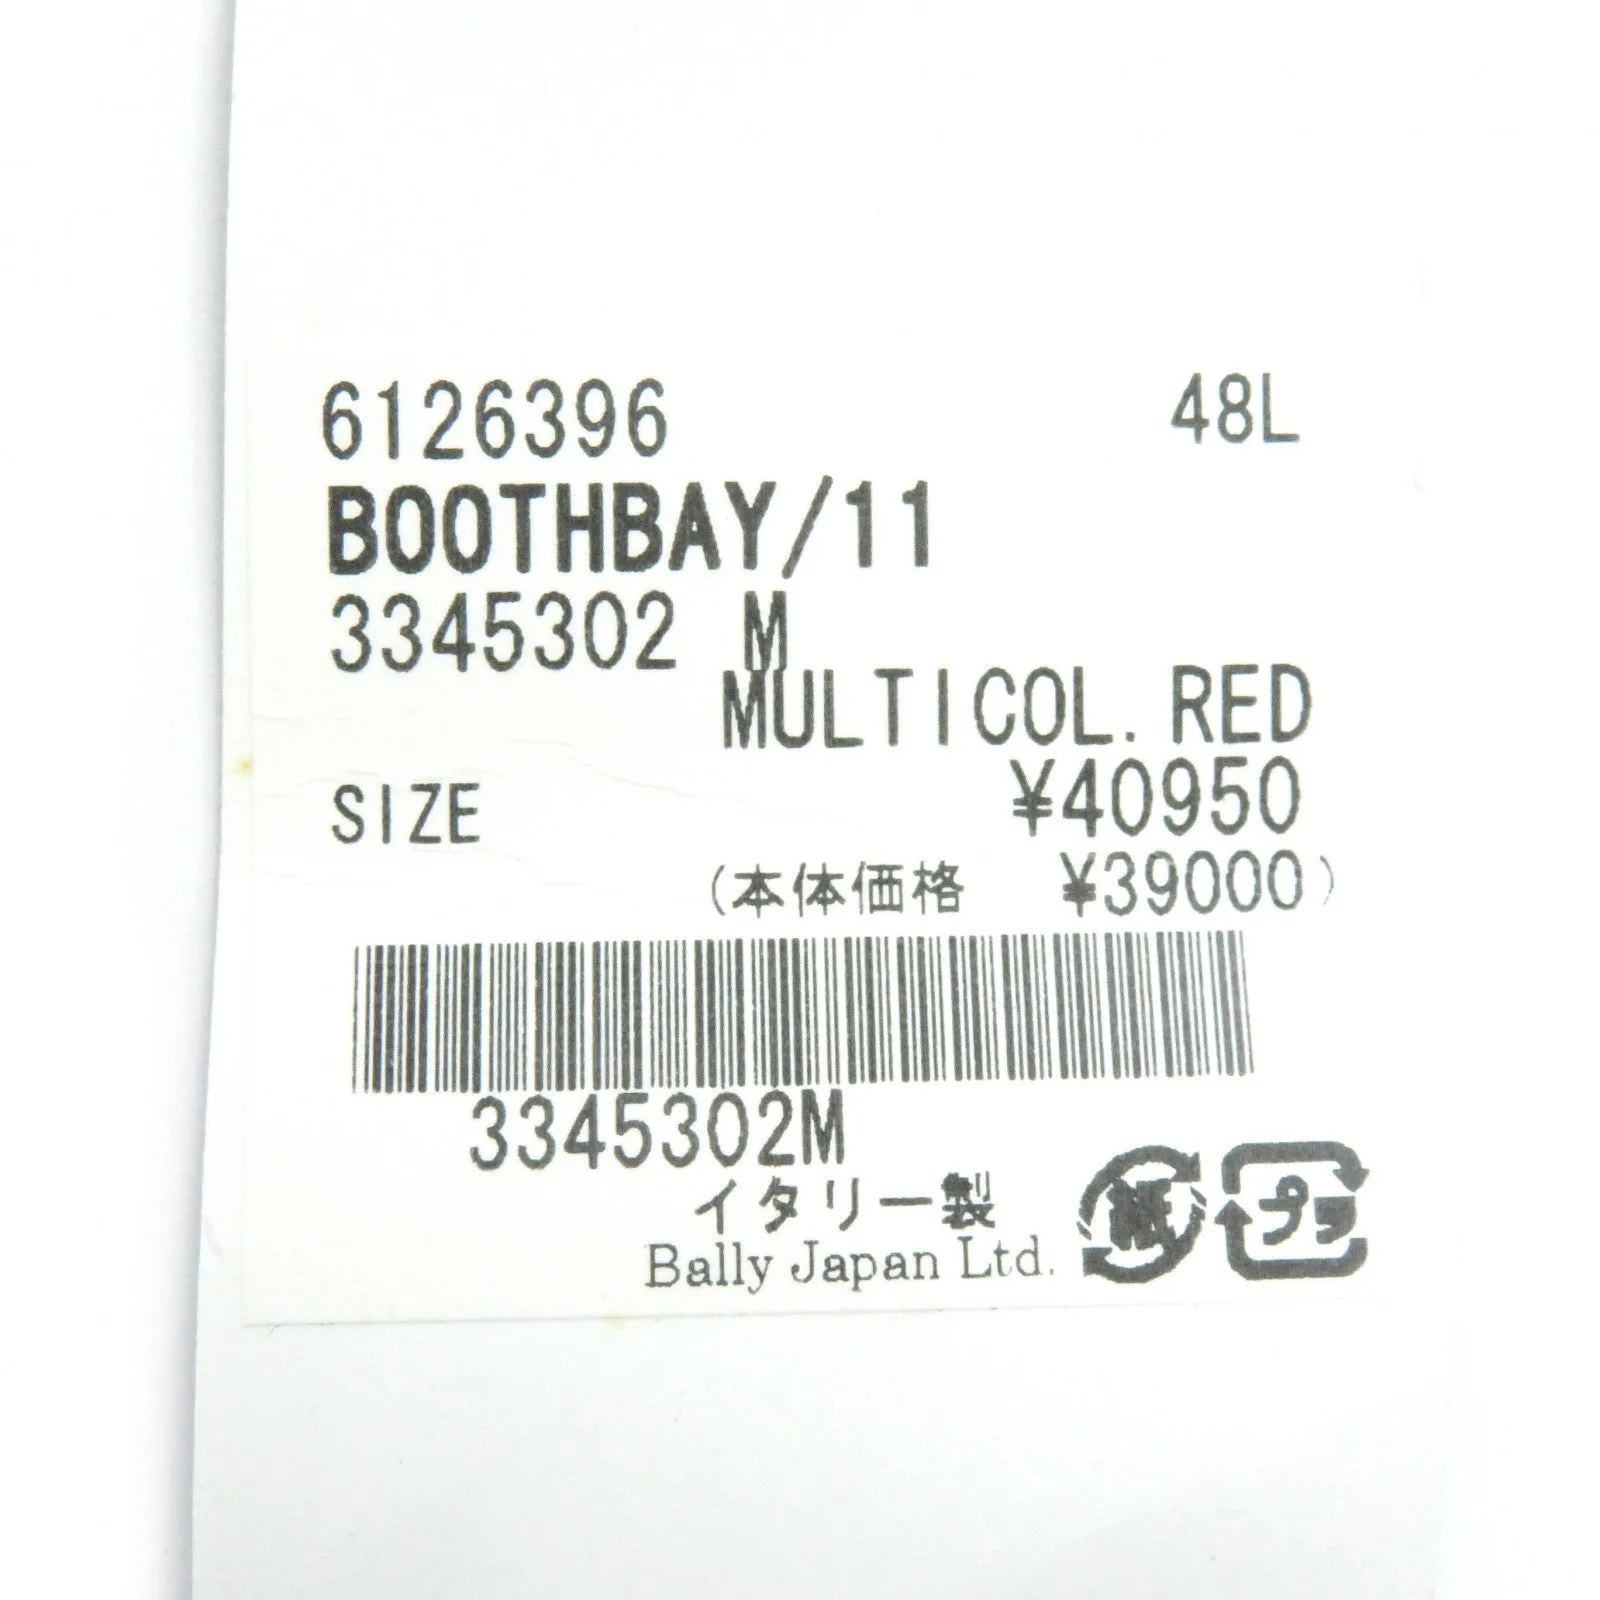 6126396 48L
BOOTHBAY/11
3345302 M
MULTICOL. RED
SIZE ¥40950
(本体価格 ¥39000)
3345302M
イタリー製
Bally Japan Ltd.
プラ